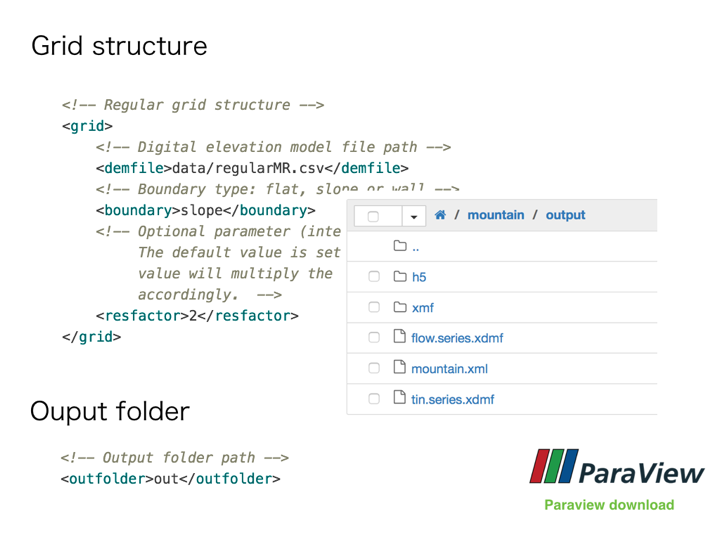 Grid structure
<!-- Regular grid structure -->
<grid>
<!-- Digital elevation model file path -->
<demfile>data/regularMR.csv</demfile>
<!-- Boundary type: flat, slope or wall -->
<boundary>slope</boundary>
<!-- Optional parameter (inte
The default value is set
value will multiply the
accordingly. -->
<resfactor>2</resfactor>
</grid>
/ mountain / output
..
h5
xmf
flow.series.xdmf
mountain.xml
tin.series.xdmf
Ouput folder
<!-- Output folder path -->
<outfolder>out</outfolder>
ParaView
Paraview download